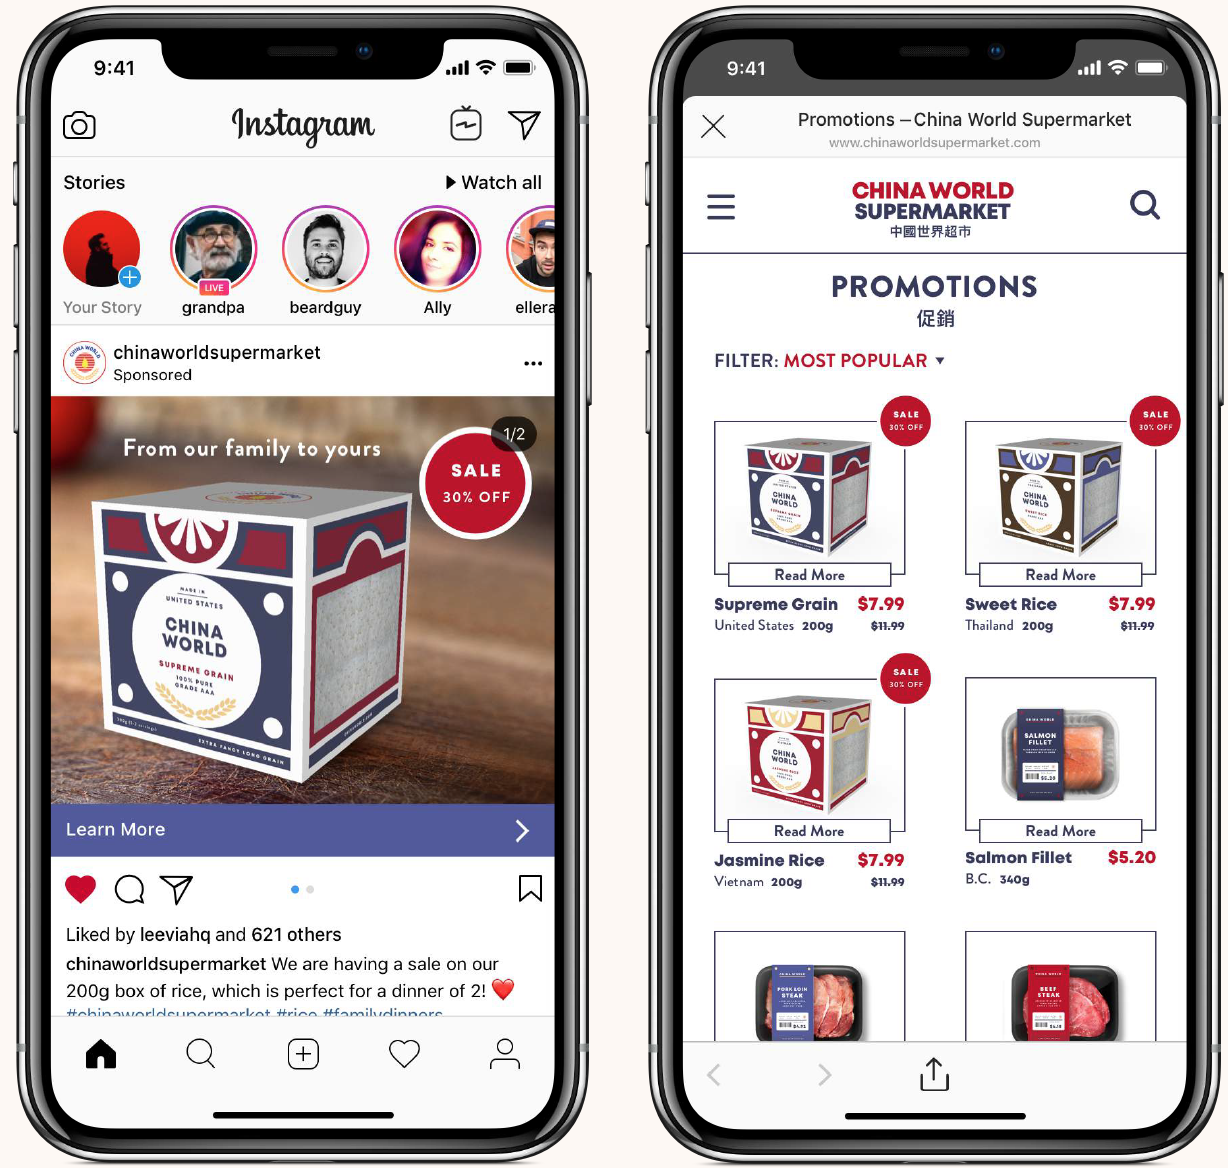 9:41
Instagram
Stories
Watch all
LIVE
Your Story
grandpa
beardguy
Ally
ellera
CHINA WORLD
chinaworldsupermarket
Sponsored
1/2
From our family to yours
SALE
30% OFF
MADE IN
UNITED STATES
CHINA
WORLD
SUPREME GRAIN
100% PURE
GRADE AAA
EXTRA FANCY LONG GRAIN
Learn More
Liked by leeviahq and 621 others
chinaworldsupermarket We are having a sale on our
200g box of rice, which is perfect for a dinner of 2! ❤️
#chinaworldsupermarket #rice #familydinners
9:41
Promotions – China World Supermarket
www.chinaworldsupermarket.com
CHINA WORLD
SUPERMARKET
中國世界超市
PROMOTIONS
促銷
FILTER: MOST POPULAR
SALE
30% OFF
SALE
30% OFF
CHINA
WORLD
SUPREME GRAIN
CHINA
WORLD
SWEET RICE
Read More
Read More
Supreme Grain $7.99
United States 200g $11.99
Sweet Rice $7.99
Thailand 200g $11.99
SALE
30% OFF
CHINA
WORLD
JASMINE RICE
CHINA WORLD
SALMON
FILLET
$5.20
Read More
Read More
Jasmine Rice $7.99
Vietnam 200g $11.99
Salmon Fillet $5.20
B.C. 340g
CHINA WORLD
PORK LOIN
STEAK
CHINA WORLD
BEEF
STEAK